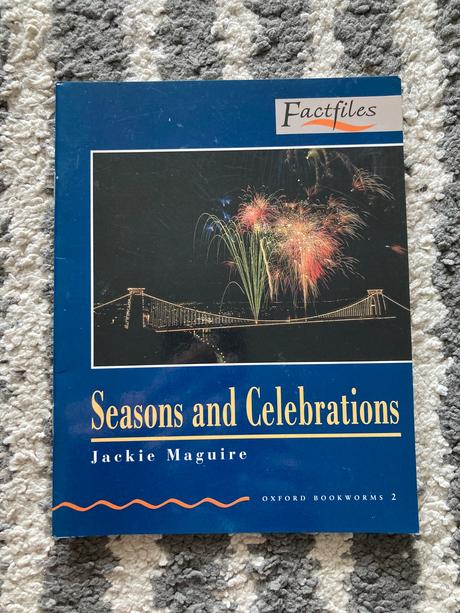 Factfiles
Seasons and Celebrations
Jackie Maguire
OXFORD BOOKWORMS 2